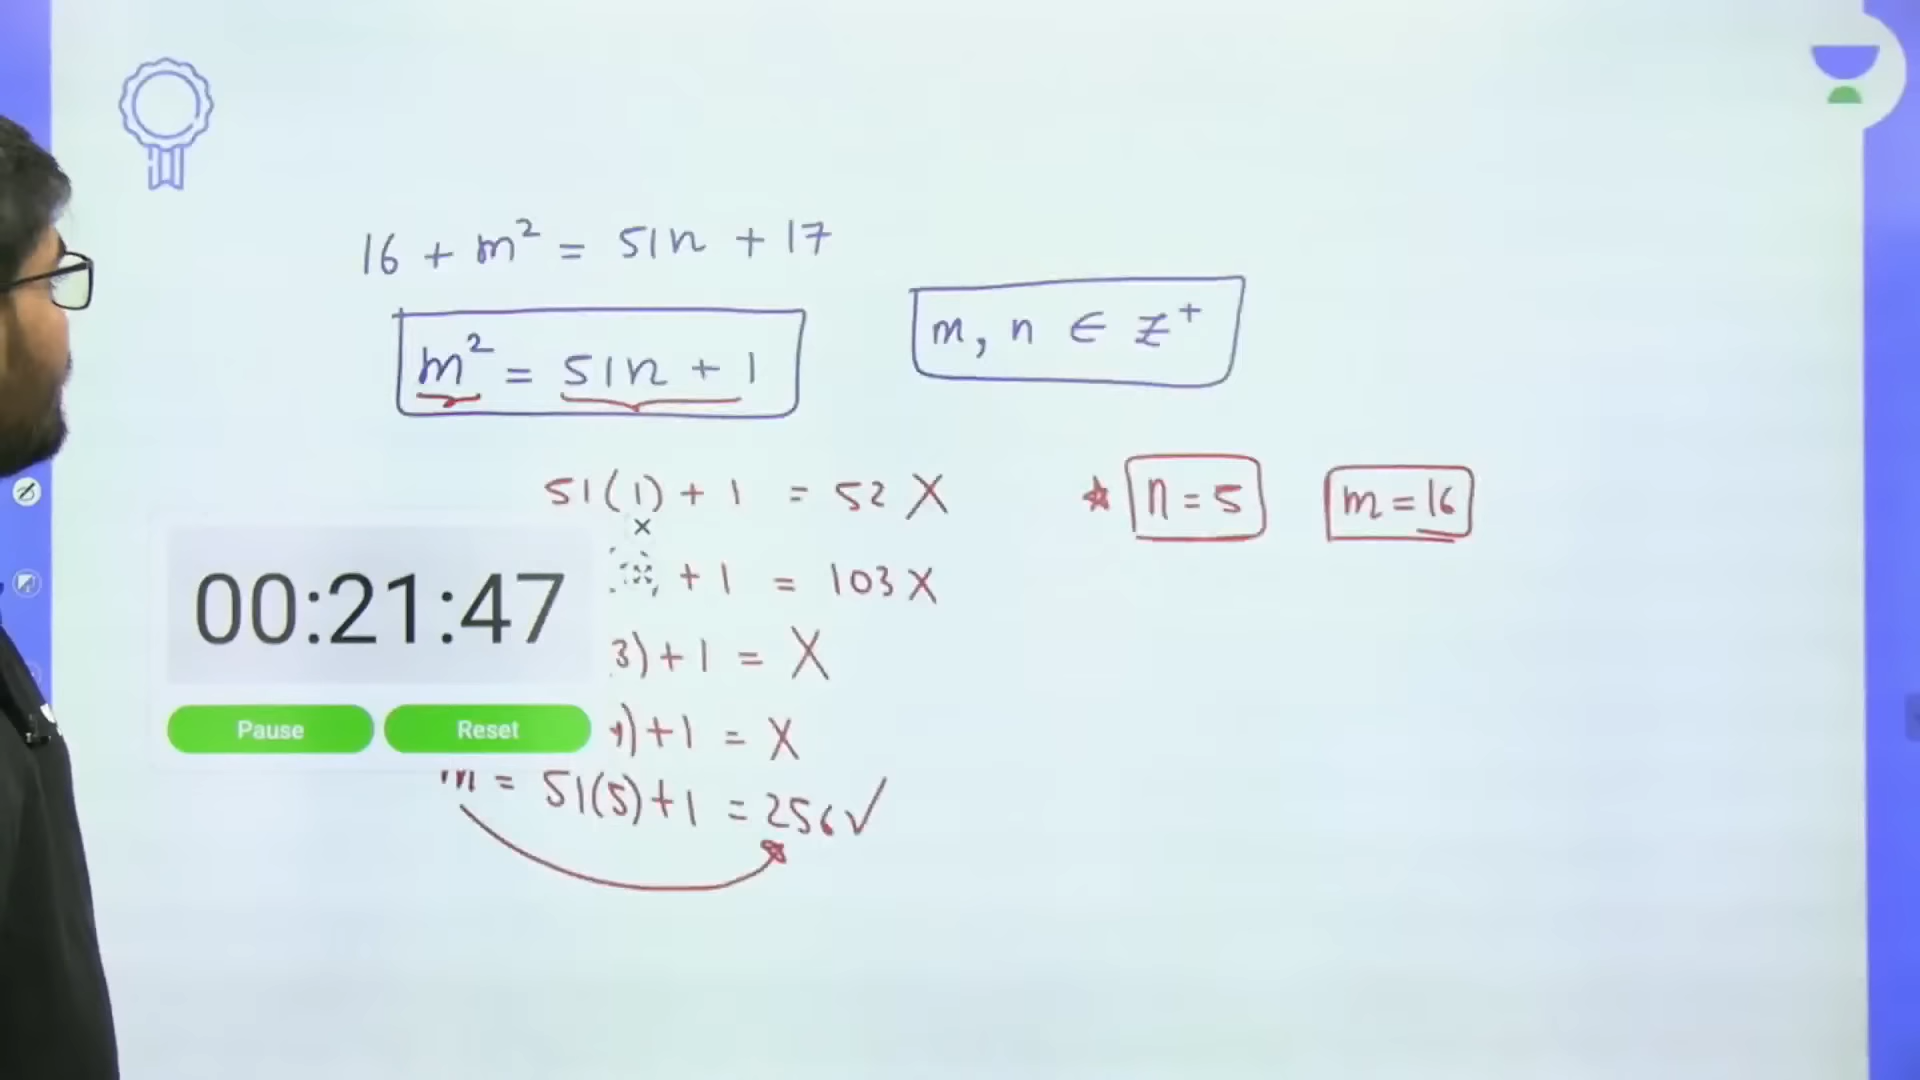 16 + m² = 51n + 17
m² = 51n + 1
m, n ∈ Z⁺
51(1) + 1 = 52 X
★ n = 5
m = 16
+ 1 = 103 X
00:21:47
3) + 1 = X
Pause Reset
) + 1 = X
m = 51(5) + 1 = 256 ✓